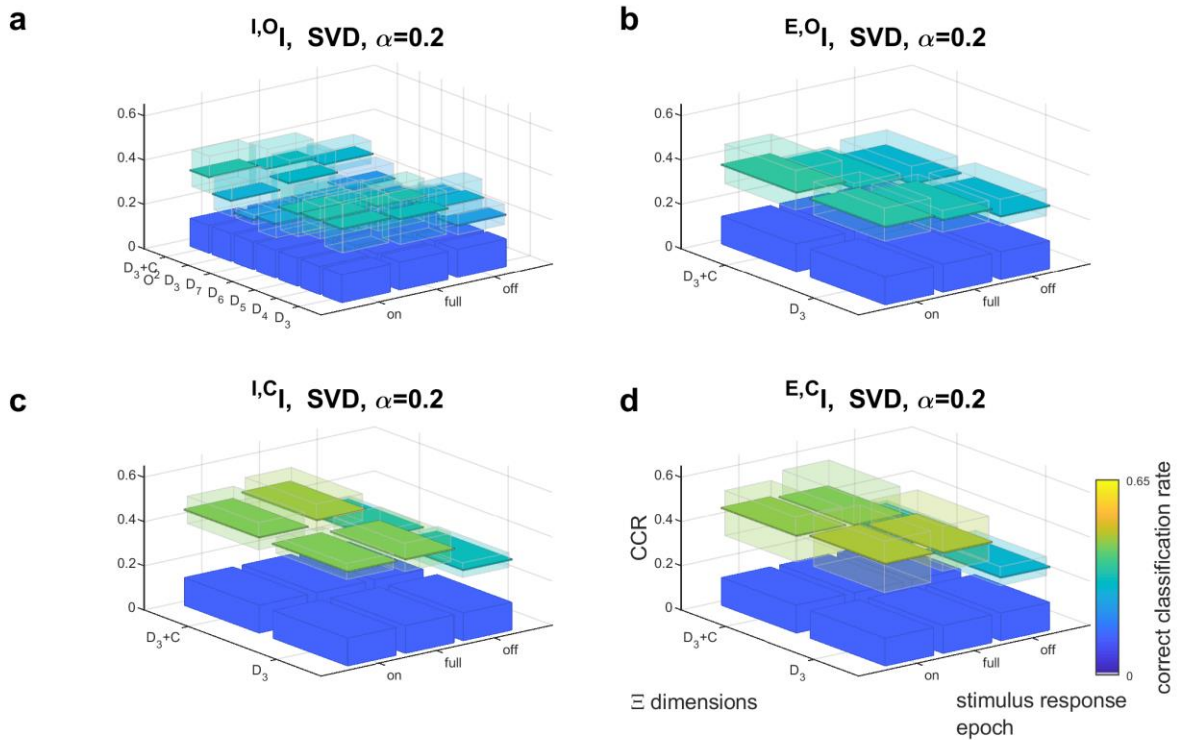 a
I,OI, SVD, α=0.2
0.6
0.4
0.2
0
D3+C
O2 D3
D7
D6
D5
D4
D3
on
full
off
b
E,OI, SVD, α=0.2
0.6
0.4
0.2
0
D3+C
D3
on
full
off
c
I,CI, SVD, α=0.2
0.6
0.4
0.2
0
D3+C
D3
on
full
off
d
E,CI, SVD, α=0.2
0.6
0.4
0.2
0
CCR
D3+C
D3
on
full
off
0.65
0
correct classification rate
Ξ dimensions
stimulus response
epoch